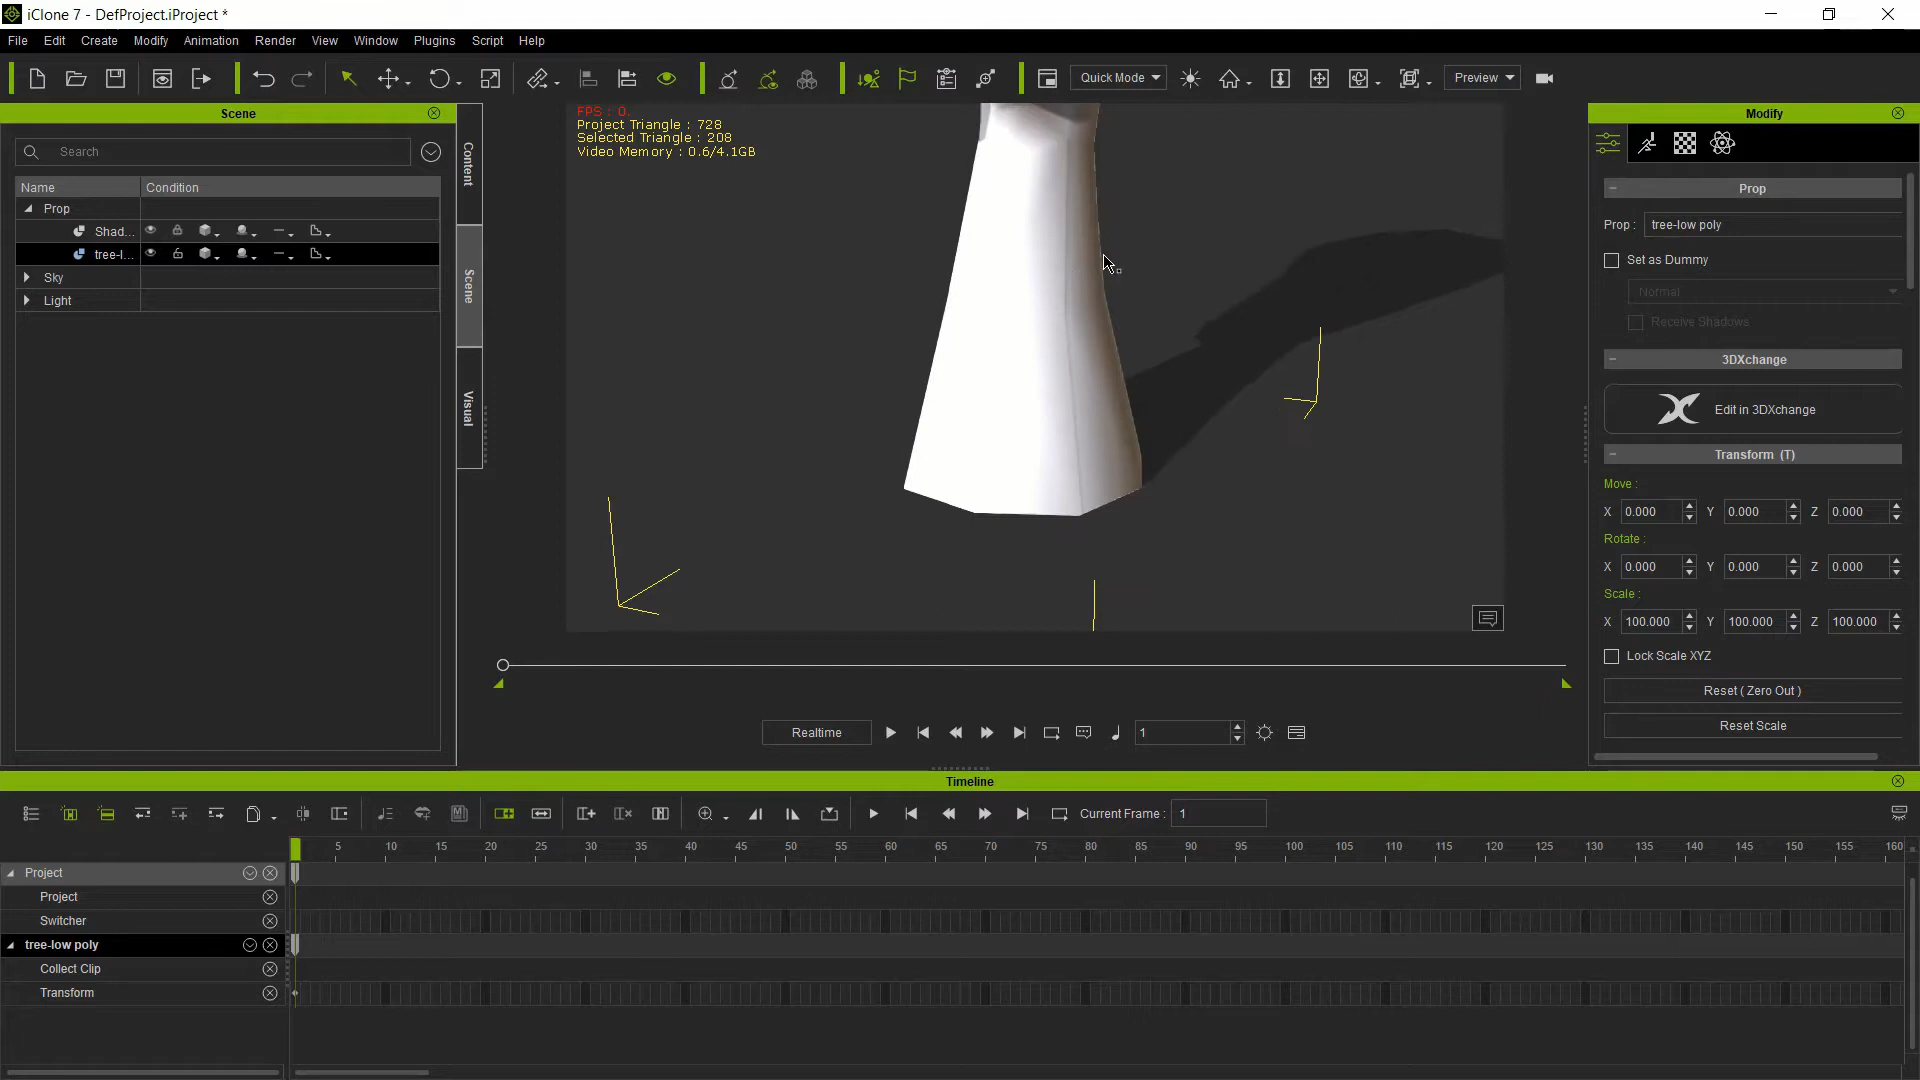 iClone 7 - DefProject.iProject *
File Edit Create Modify Animation Render View Window Plugins Script Help
Quick Mode
Preview
Scene
Search
Name Condition
Prop
Shad...
tree-l...
Sky
Light
Content
Scene
Visual
FPS : 0.
Project Triangle : 728
Selected Triangle : 208
Video Memory : 0.6/4.1GB
Realtime
1
Modify
Prop
Prop : tree-low poly
Set as Dummy
Normal
Receive Shadows
3DXchange
Edit in 3DXchange
Transform (T)
Move :
X 0.000 Y 0.000 Z 0.000
Rotate :
X 0.000 Y 0.000 Z 0.000
Scale :
X 100.000 Y 100.000 Z 100.000
Lock Scale XYZ
Reset ( Zero Out )
Reset Scale
Timeline
Current Frame : 1
5 10 15 20 25 30 35 40 45 50 55 60 65 70 75 80 85 90 95 100 105 110 115 120 125 130 135 140 145 150 155 160
Project
Project
Switcher
tree-low poly
Collect Clip
Transform